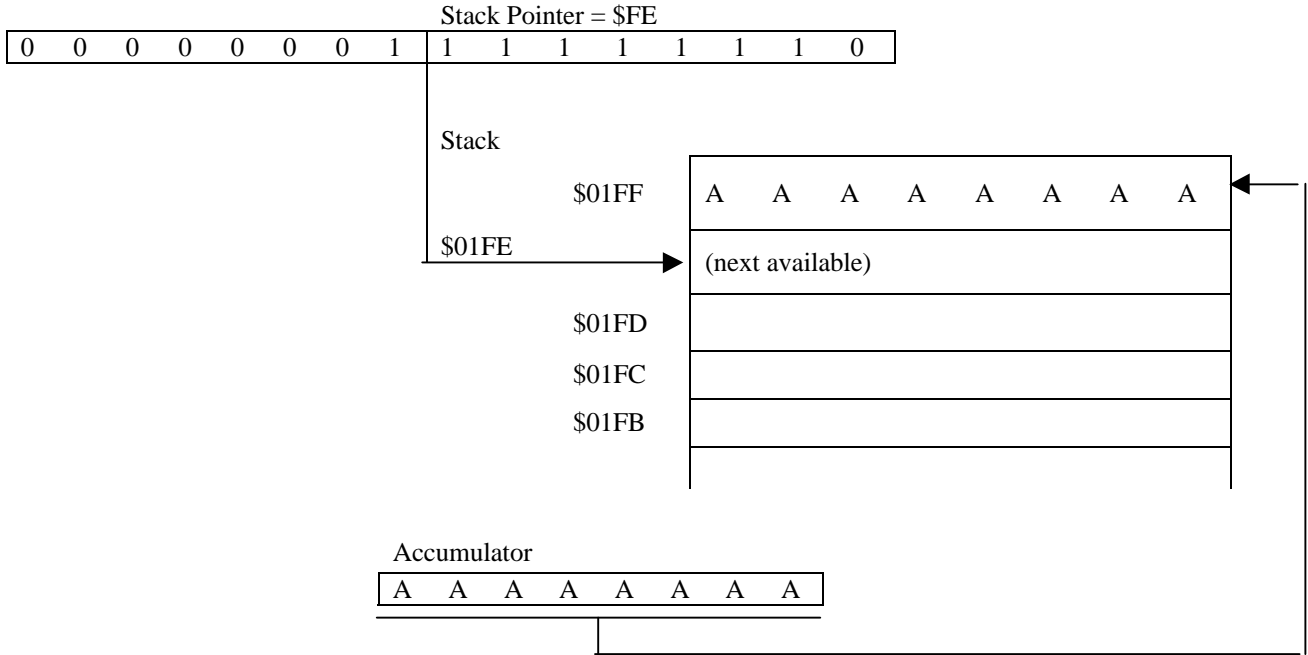 Stack Pointer = $FE
0 0 0 0 0 0 0 1 1 1 1 1 1 1 1 0
Stack
$01FF A A A A A A A A
$01FE (next available)
$01FD
$01FC
$01FB
Accumulator
A A A A A A A A